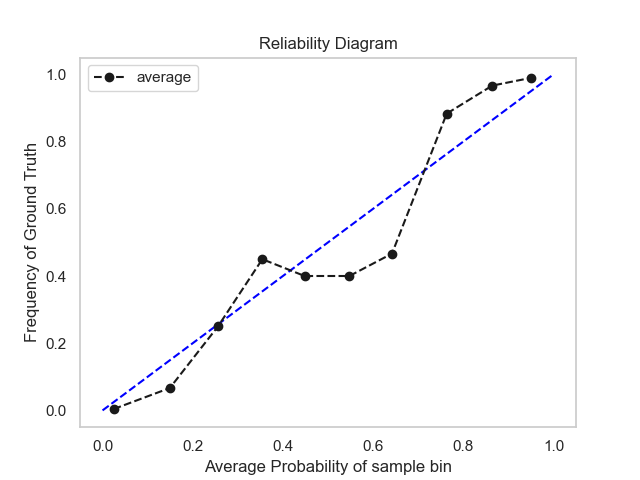 Reliability Diagram
average
Frequency of Ground Truth
1.0
0.8
0.6
0.4
0.2
0.0
0.0 0.2 0.4 0.6 0.8 1.0
Average Probability of sample bin